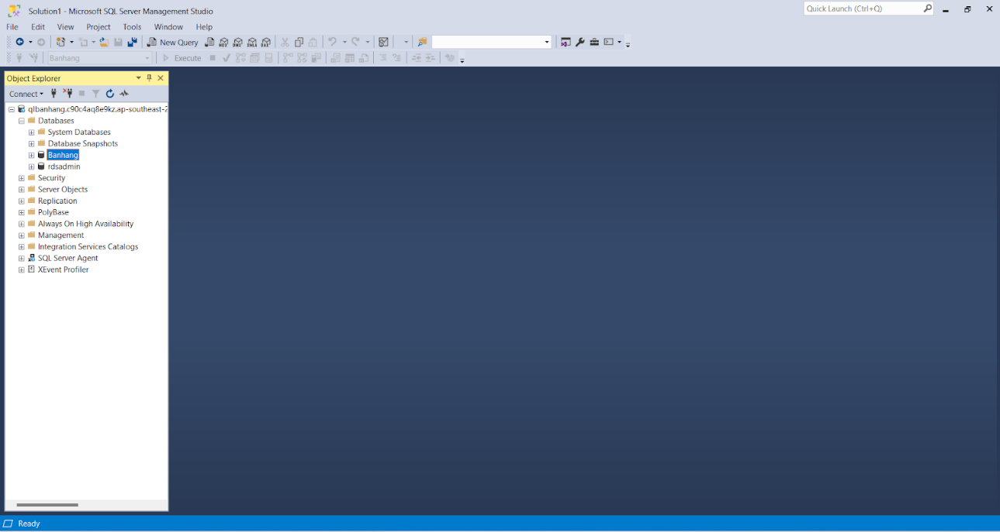 Solution1 - Microsoft SQL Server Management Studio
Quick Launch (Ctrl+Q)
File Edit View Project Tools Window Help
New Query
Banhang Execute
Object Explorer
Connect
qlbanhang.c90c4aq8e9kz.ap-southeast-2
Databases
System Databases
Database Snapshots
Banhang
rdsadmin
Security
Server Objects
Replication
PolyBase
Always On High Availability
Management
Integration Services Catalogs
SQL Server Agent
XEvent Profiler
Ready